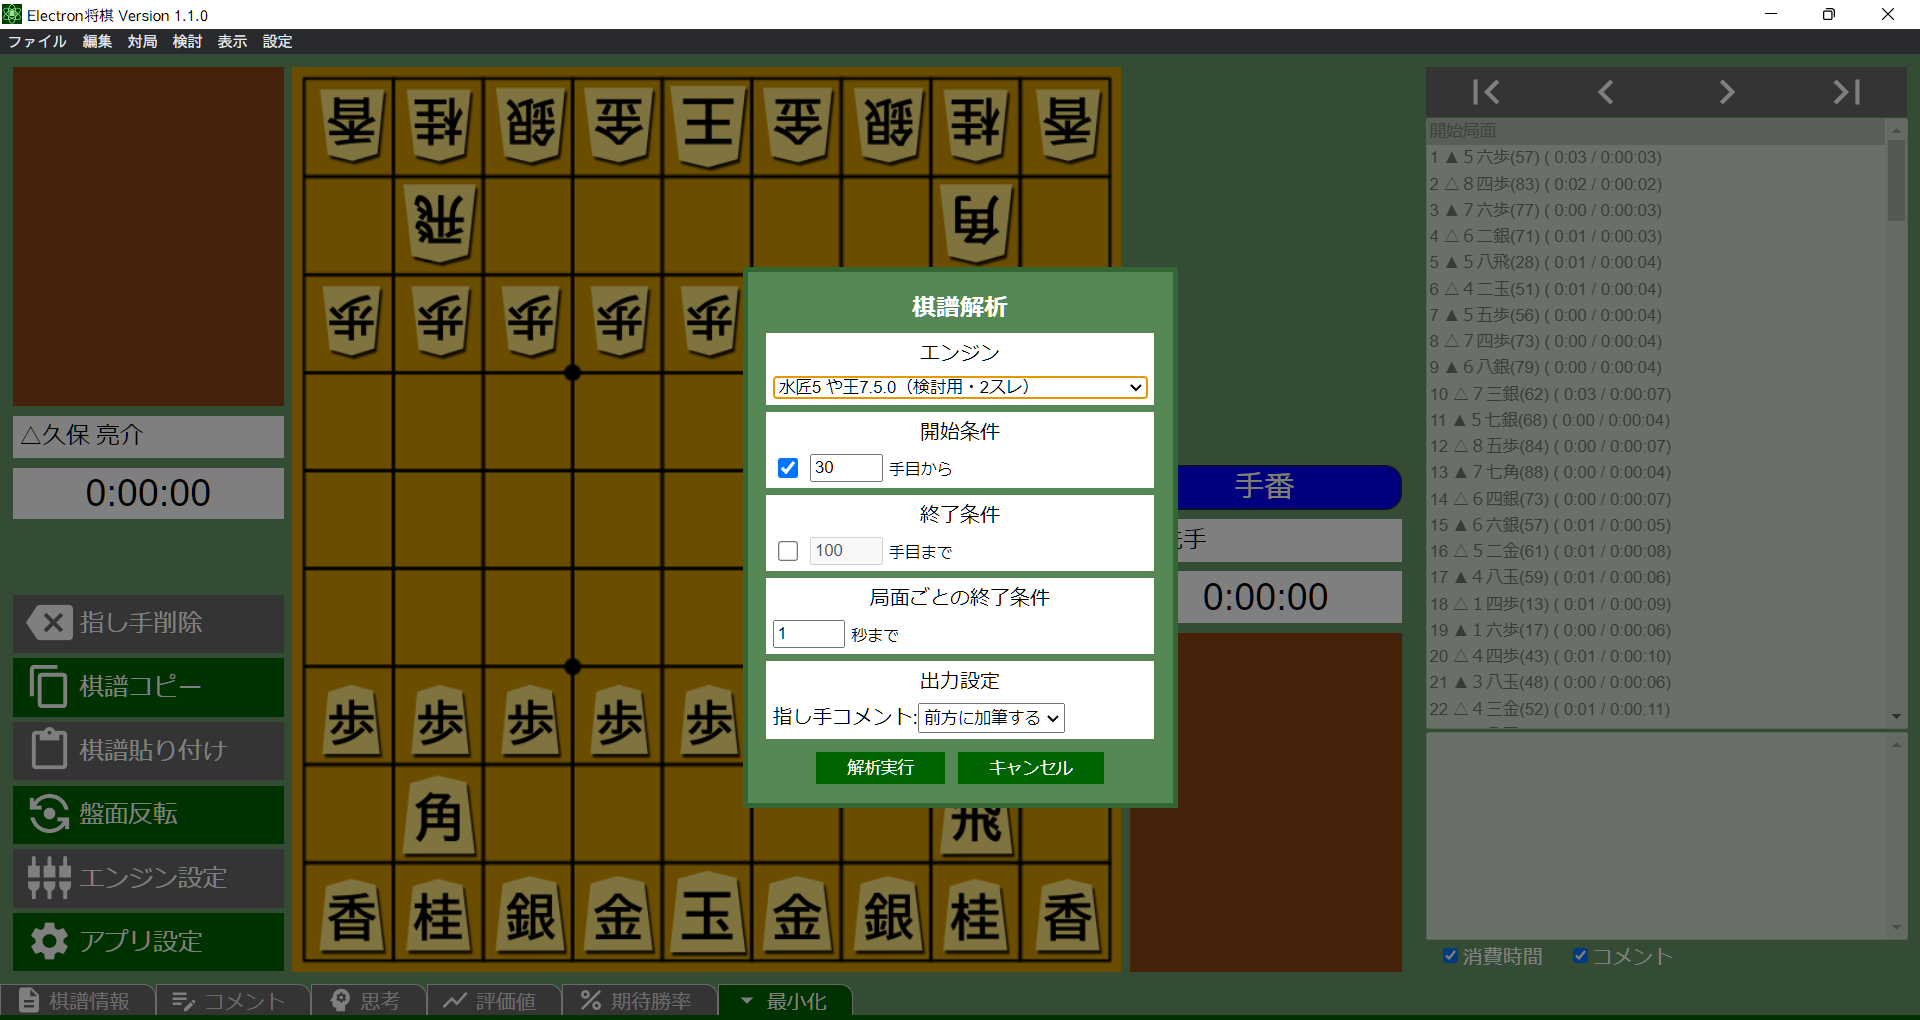 Electron将棋 Version 1.1.0
ファイル 編集 対局 検討 表示 設定
香 桂 銀 金 王 金 銀 桂 香
飛 角
歩 歩 歩 歩 歩
歩 歩 歩 歩 歩
角 飛
香 桂 銀 金 玉 金 銀 桂 香
△久保 亮介
0:00:00
指し手削除
棋譜コピー
棋譜貼り付け
盤面反転
エンジン設定
アプリ設定
棋譜解析
エンジン
水匠5 や王7.5.0（検討用・2スレ）
開始条件
30 手目から
終了条件
100 手目まで
局面ごとの終了条件
1 秒まで
出力設定
指し手コメント: 前方に加筆する
解析実行 キャンセル
手番
手
0:00:00
開始局面
1 ▲５六歩(57) ( 0:03 / 0:00:03)
2 △８四歩(83) ( 0:02 / 0:00:02)
3 ▲７六歩(77) ( 0:00 / 0:00:03)
4 △６二銀(71) ( 0:01 / 0:00:03)
5 ▲５八飛(28) ( 0:01 / 0:00:04)
6 △４二玉(51) ( 0:01 / 0:00:04)
7 ▲５五歩(56) ( 0:00 / 0:00:04)
8 △７四歩(73) ( 0:00 / 0:00:04)
9 ▲６八銀(79) ( 0:00 / 0:00:04)
10 △７三銀(62) ( 0:03 / 0:00:07)
11 ▲５七銀(68) ( 0:00 / 0:00:04)
12 △８五歩(84) ( 0:00 / 0:00:07)
13 ▲７七角(88) ( 0:00 / 0:00:04)
14 △６四銀(73) ( 0:00 / 0:00:07)
15 ▲６六銀(57) ( 0:01 / 0:00:05)
16 △５二金(61) ( 0:01 / 0:00:08)
17 ▲４八玉(59) ( 0:01 / 0:00:06)
18 △１四歩(13) ( 0:01 / 0:00:09)
19 ▲１六歩(17) ( 0:00 / 0:00:06)
20 △４四歩(43) ( 0:01 / 0:00:10)
21 ▲３八玉(48) ( 0:00 / 0:00:06)
22 △４三金(52) ( 0:01 / 0:00:11)
消費時間 コメント
棋譜情報 コメント 思考 評価値 期待勝率 最小化